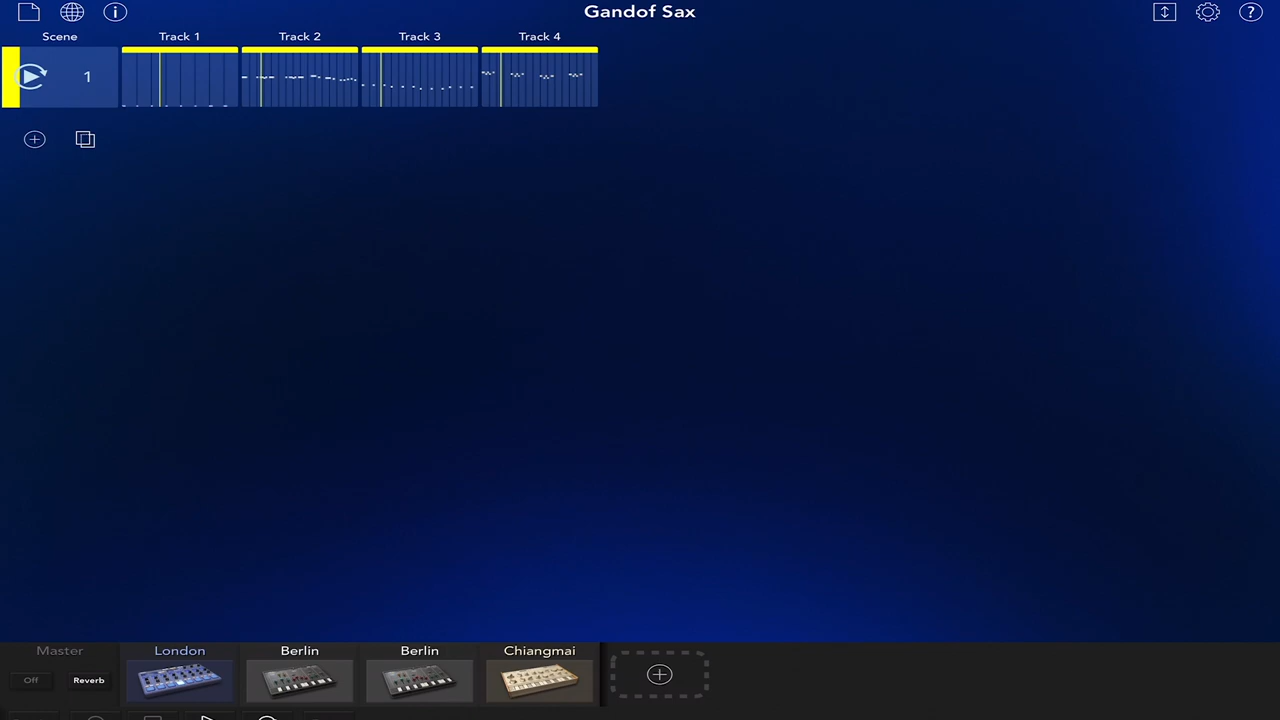 Gandof Sax
Scene
Track 1
Track 2
Track 3
Track 4
1
Master
London
Berlin
Berlin
Chiangmai
Off
Reverb